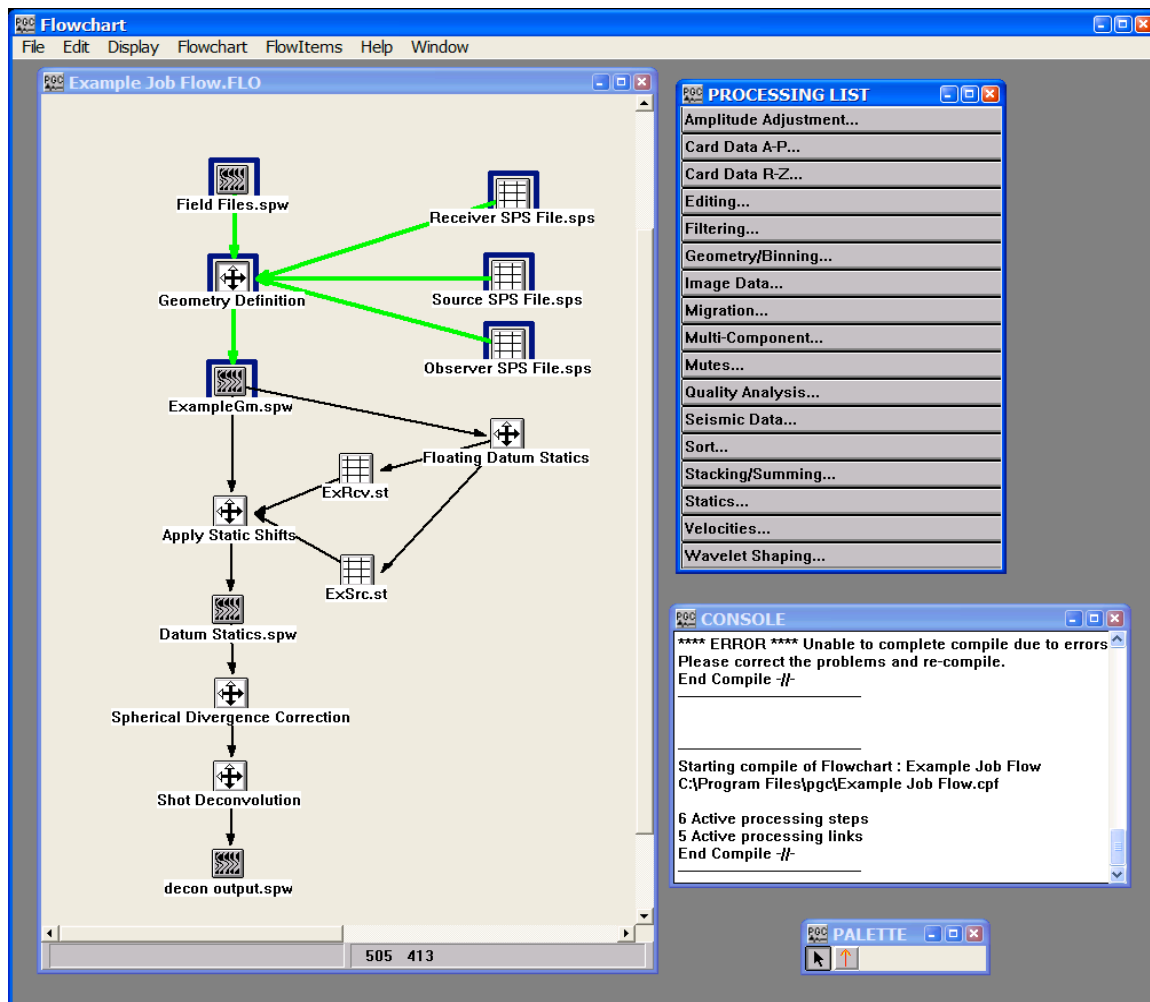 PGC Flowchart
File Edit Display Flowchart FlowItems Help Window
PGC Example Job Flow.FLO
Field Files.spw
Receiver SPS File.sps
Geometry Definition
Source SPS File.sps
Observer SPS File.sps
ExampleGm.spw
Floating Datum Statics
ExRcv.st
Apply Static Shifts
ExSrc.st
Datum Statics.spw
Spherical Divergence Correction
Shot Deconvolution
decon output.spw
505 413
PGC PROCESSING LIST
Amplitude Adjustment...
Card Data A-P...
Card Data R-Z...
Editing...
Filtering...
Geometry/Binning...
Image Data...
Migration...
Multi-Component...
Mutes...
Quality Analysis...
Seismic Data...
Sort...
Stacking/Summing...
Statics...
Velocities...
Wavelet Shaping...
PGC CONSOLE
**** ERROR **** Unable to complete compile due to errors
Please correct the problems and re-compile.
End Compile -//-
Starting compile of Flowchart : Example Job Flow
C:\Program Files\pgc\Example Job Flow.cpf
6 Active processing steps
5 Active processing links
End Compile -//-
PGC PALETTE